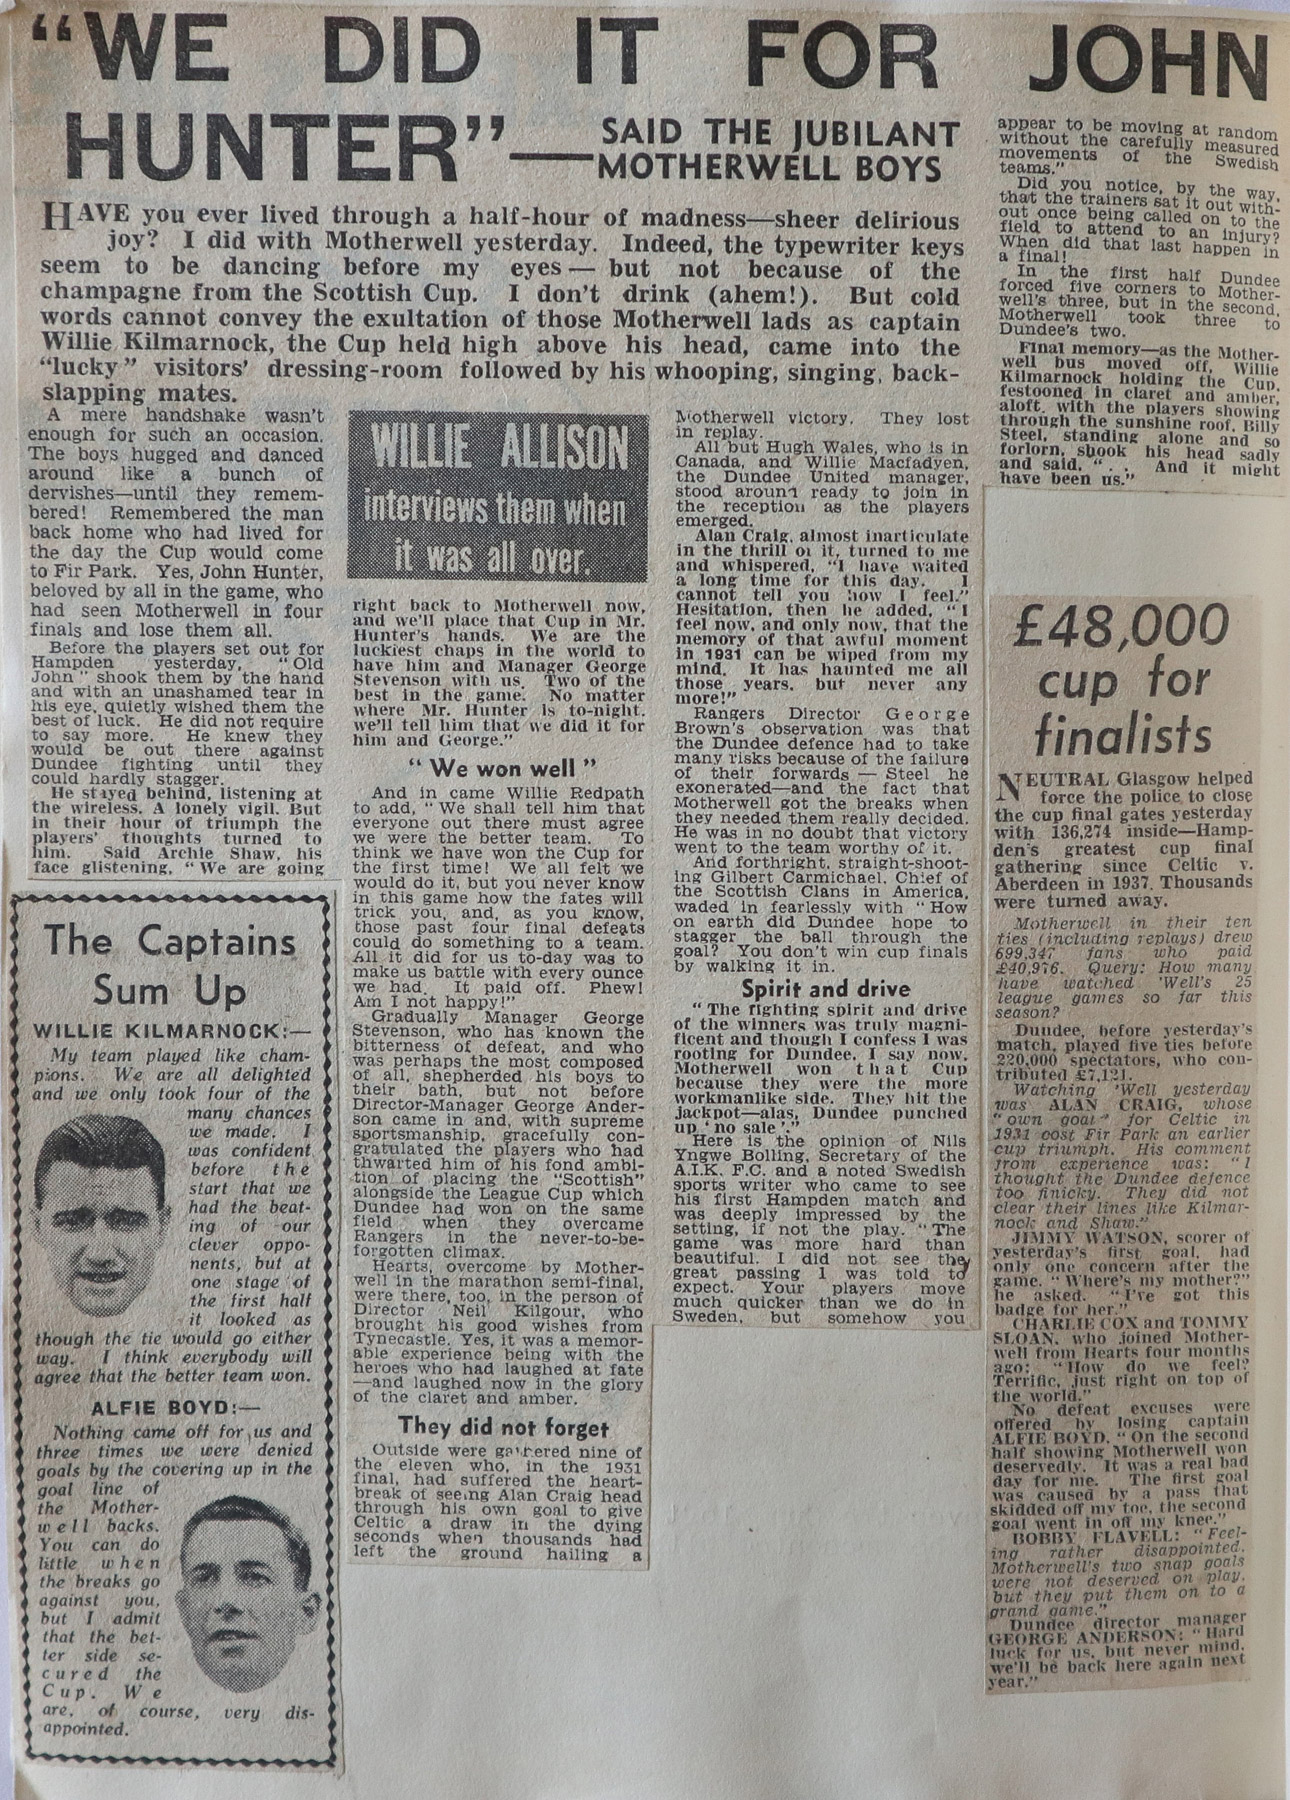 “WE DID IT FOR JOHN
HUNTER”—SAID THE JUBILANT
MOTHERWELL BOYS
HAVE you ever lived through a half-hour of madness—sheer delirious
joy? I did with Motherwell yesterday. Indeed, the typewriter keys
seem to be dancing before my eyes — but not because of the
champagne from the Scottish Cup. I don't drink (ahem!). But cold
words cannot convey the exultation of those Motherwell lads as captain
Willie Kilmarnock, the Cup held high above his head, came into the
“lucky” visitors' dressing-room followed by his whooping, singing, back-
slapping mates.
A mere handshake wasn't
enough for such an occasion.
The boys hugged and danced
around like a bunch of
dervishes—until they remem-
bered! Remembered the man
back home who had lived for
the day the Cup would come
to Fir Park. Yes, John Hunter,
beloved by all in the game, who
had seen Motherwell in four
finals and lose them all.
Before the players set out for
Hampden yesterday, “Old
John” shook them by the hand
and with an unashamed tear in
his eye, quietly wished them the
best of luck. He did not require
to say more. He knew they
would be out there against
Dundee fighting until they
could hardly stagger.
He stayed behind, listening at
the wireless. A lonely vigil. But
in their hour of triumph the
players' thoughts turned to
him. Said Archie Shaw, his
face glistening, “We are going
WILLIE ALLISON
interviews them when
it was all over.
right back to Motherwell now,
and we'll place that Cup in Mr.
Hunter's hands. We are the
luckiest chaps in the world to
have him and Manager George
Stevenson with us. Two of the
best in the game. No matter
where Mr. Hunter is to-night,
we'll tell him that we did it for
him and George.”
“We won well”
And in came Willie Redpath
to add, “We shall tell him that
everyone out there must agree
we were the better team. To
think we have won the Cup for
the first time! We all felt we
would do it, but you never know
in this game how the fates will
trick you, and, as you know,
those past four final defeats
could do something to a team.
All it did for us to-day was to
make us battle with every ounce
we had. It paid off. Phew!
Am I not happy!”
Gradually Manager George
Stevenson, who has known the
bitterness of defeat, and who
was perhaps the most composed
of all, shepherded his boys to
their bath, but not before
Director-Manager George Ander-
son came in and, with supreme
sportsmanship, gracefully con-
gratulated the players who had
thwarted him of his fond ambi-
tion of placing the “Scottish”
alongside the League Cup which
Dundee had won on the same
field when they overcame
Rangers in the never-to-be-
forgotten climax.
Hearts, overcome by Mother-
well in the marathon semi-final,
were there, too, in the person of
Director Neil Kilgour, who
brought his good wishes from
Tynecastle. Yes, it was a memor-
able experience being with the
heroes who had laughed at fate
—and laughed now in the glory
of the claret and amber.
They did not forget
Outside were gathered nine of
the eleven who, in the 1931
final, had suffered the heart-
break of seeing Alan Craig head
through his own goal to give
Celtic a draw in the dying
seconds when thousands had
left the ground hailing a
Motherwell victory. They lost
in replay.
All but Hugh Wales, who is in
Canada, and Willie Macfadyen,
the Dundee United manager,
stood around ready to join in
the reception as the players
emerged.
Alan Craig, almost inarticulate
in the thrill of it, turned to me
and whispered, “I have waited
a long time for this day. I
cannot tell you how I feel.”
Hesitation, then he added, “I
feel now, and only now, that the
memory of that awful moment
in 1931 can be wiped from my
mind. It has haunted me all
those years, but never any
more!”
Rangers Director George
Brown's observation was that
the Dundee defence had to take
many risks because of the failure
of their forwards — Steel he
exonerated—and the fact that
Motherwell got the breaks when
they needed them really decided.
He was in no doubt that victory
went to the team worthy of it.
And forthright, straight-shoot-
ing Gilbert Carmichael, Chief of
the Scottish Clans in America,
waded in fearlessly with “How
on earth did Dundee hope to
stagger the ball through the
goal? You don't win cup finals
by walking it in.
Spirit and drive
“The fighting spirit and drive
of the winners was truly magni-
ficent and though I confess I was
rooting for Dundee, I say now,
Motherwell won that Cup
because they were the more
workmanlike side. They hit the
jackpot—alas, Dundee punched
up ‘no sale’.”
Here is the opinion of Nils
Yngwe Bolling, Secretary of the
A.I.K. F.C. and a noted Swedish
sports writer who came to see
his first Hampden match and
was deeply impressed by the
setting, if not the play. “The
game was more hard than
beautiful. I did not see the
great passing I was told to
expect. Your players move
much quicker than we do in
Sweden, but somehow you
appear to be moving at random
without the carefully measured
movements of the Swedish
teams.”
Did you notice, by the way,
that the trainers sat it out with-
out once being called on to the
field to attend to an injury?
When did that last happen in
a final!
In the first half Dundee
forced five corners to Mother-
well's three, but in the second,
Motherwell took three to
Dundee's two.
Final memory—as the Mother-
well bus moved off, Willie
Kilmarnock holding the Cup,
festooned in claret and amber,
aloft, with the players showing
through the sunshine roof, Billy
Steel, standing alone and so
forlorn, shook his head sadly
and said, “. . And it might
have been us.”
The Captains
Sum Up
WILLIE KILMARNOCK:—
My team played like cham-
pions. We are all delighted
and we only took four of the
many chances
we made. I
was confident
before the
start that we
had the beat-
ing of our
clever oppo-
nents, but at
one stage of
the first half
it looked as
though the tie would go either
way. I think everybody will
agree that the better team won.
ALFIE BOYD:—
Nothing came off for us and
three times we were denied
goals by the covering up in the
goal line of
the Mother-
well backs.
You can do
little when
the breaks go
against you,
but I admit
that the bet-
ter side se-
cured the
Cup. We
are, of course, very dis-
appointed.
£48,000
cup for
finalists
NEUTRAL Glasgow helped
force the police to close
the cup final gates yesterday
with 136,274 inside—Hamp-
den's greatest cup final
gathering since Celtic v.
Aberdeen in 1937. Thousands
were turned away.
Motherwell in their ten
ties (including replays) drew
699,347 fans who paid
£40,976. Query: How many
have watched 'Well's 25
league games so far this
season?
Dundee, before yesterday's
match, played five ties before
220,000 spectators, who con-
tributed £7,121.
Watching 'Well yesterday
was ALAN CRAIG, whose
“own goal” for Celtic in
1931 cost Fir Park an earlier
cup triumph. His comment
from experience was: “I
thought the Dundee defence
too finicky. They did not
clear their lines like Kilmar-
nock and Shaw.”
JIMMY WATSON, scorer of
yesterday's first goal, had
only one concern after the
game. “Where's my mother?”
he asked. “I've got this
badge for her.”
CHARLIE COX and TOMMY
SLOAN, who joined Mother-
well from Hearts four months
ago: “How do we feel?
Terrific, just right on top of
the world.”
No defeat excuses were
offered by losing captain
ALFIE BOYD. “On the second
half showing Motherwell won
deservedly. It was a real bad
day for me. The first goal
was caused by a pass that
skidded off my toe, the second
goal went in off my knee.”
BOBBY FLAVELL: “Feel-
ing rather disappointed.
Motherwell's two snap goals
were not deserved on play,
but they put them on to a
grand game.”
Dundee director manager
GEORGE ANDERSON: “Hard
luck for us, but never mind,
we'll be back here again next
year.”